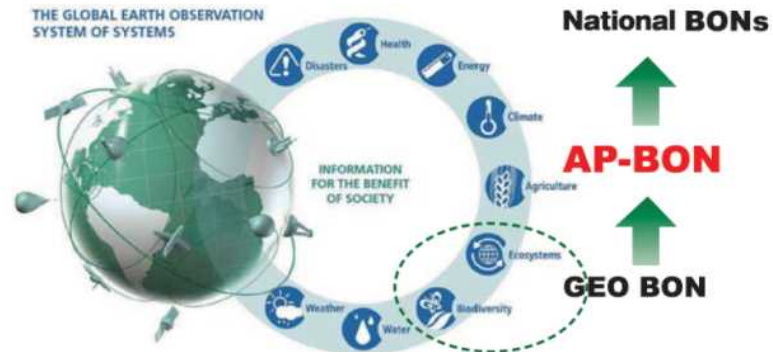 THE GLOBAL EARTH OBSERVATION
SYSTEM OF SYSTEMS
National BONs
Health
Disasters
Energy
Climate
AP-BON
INFORMATION
FOR THE BENEFIT
OF SOCIETY
Agriculture
Ecosystems
GEO BON
Weather
Biodiversity
Water